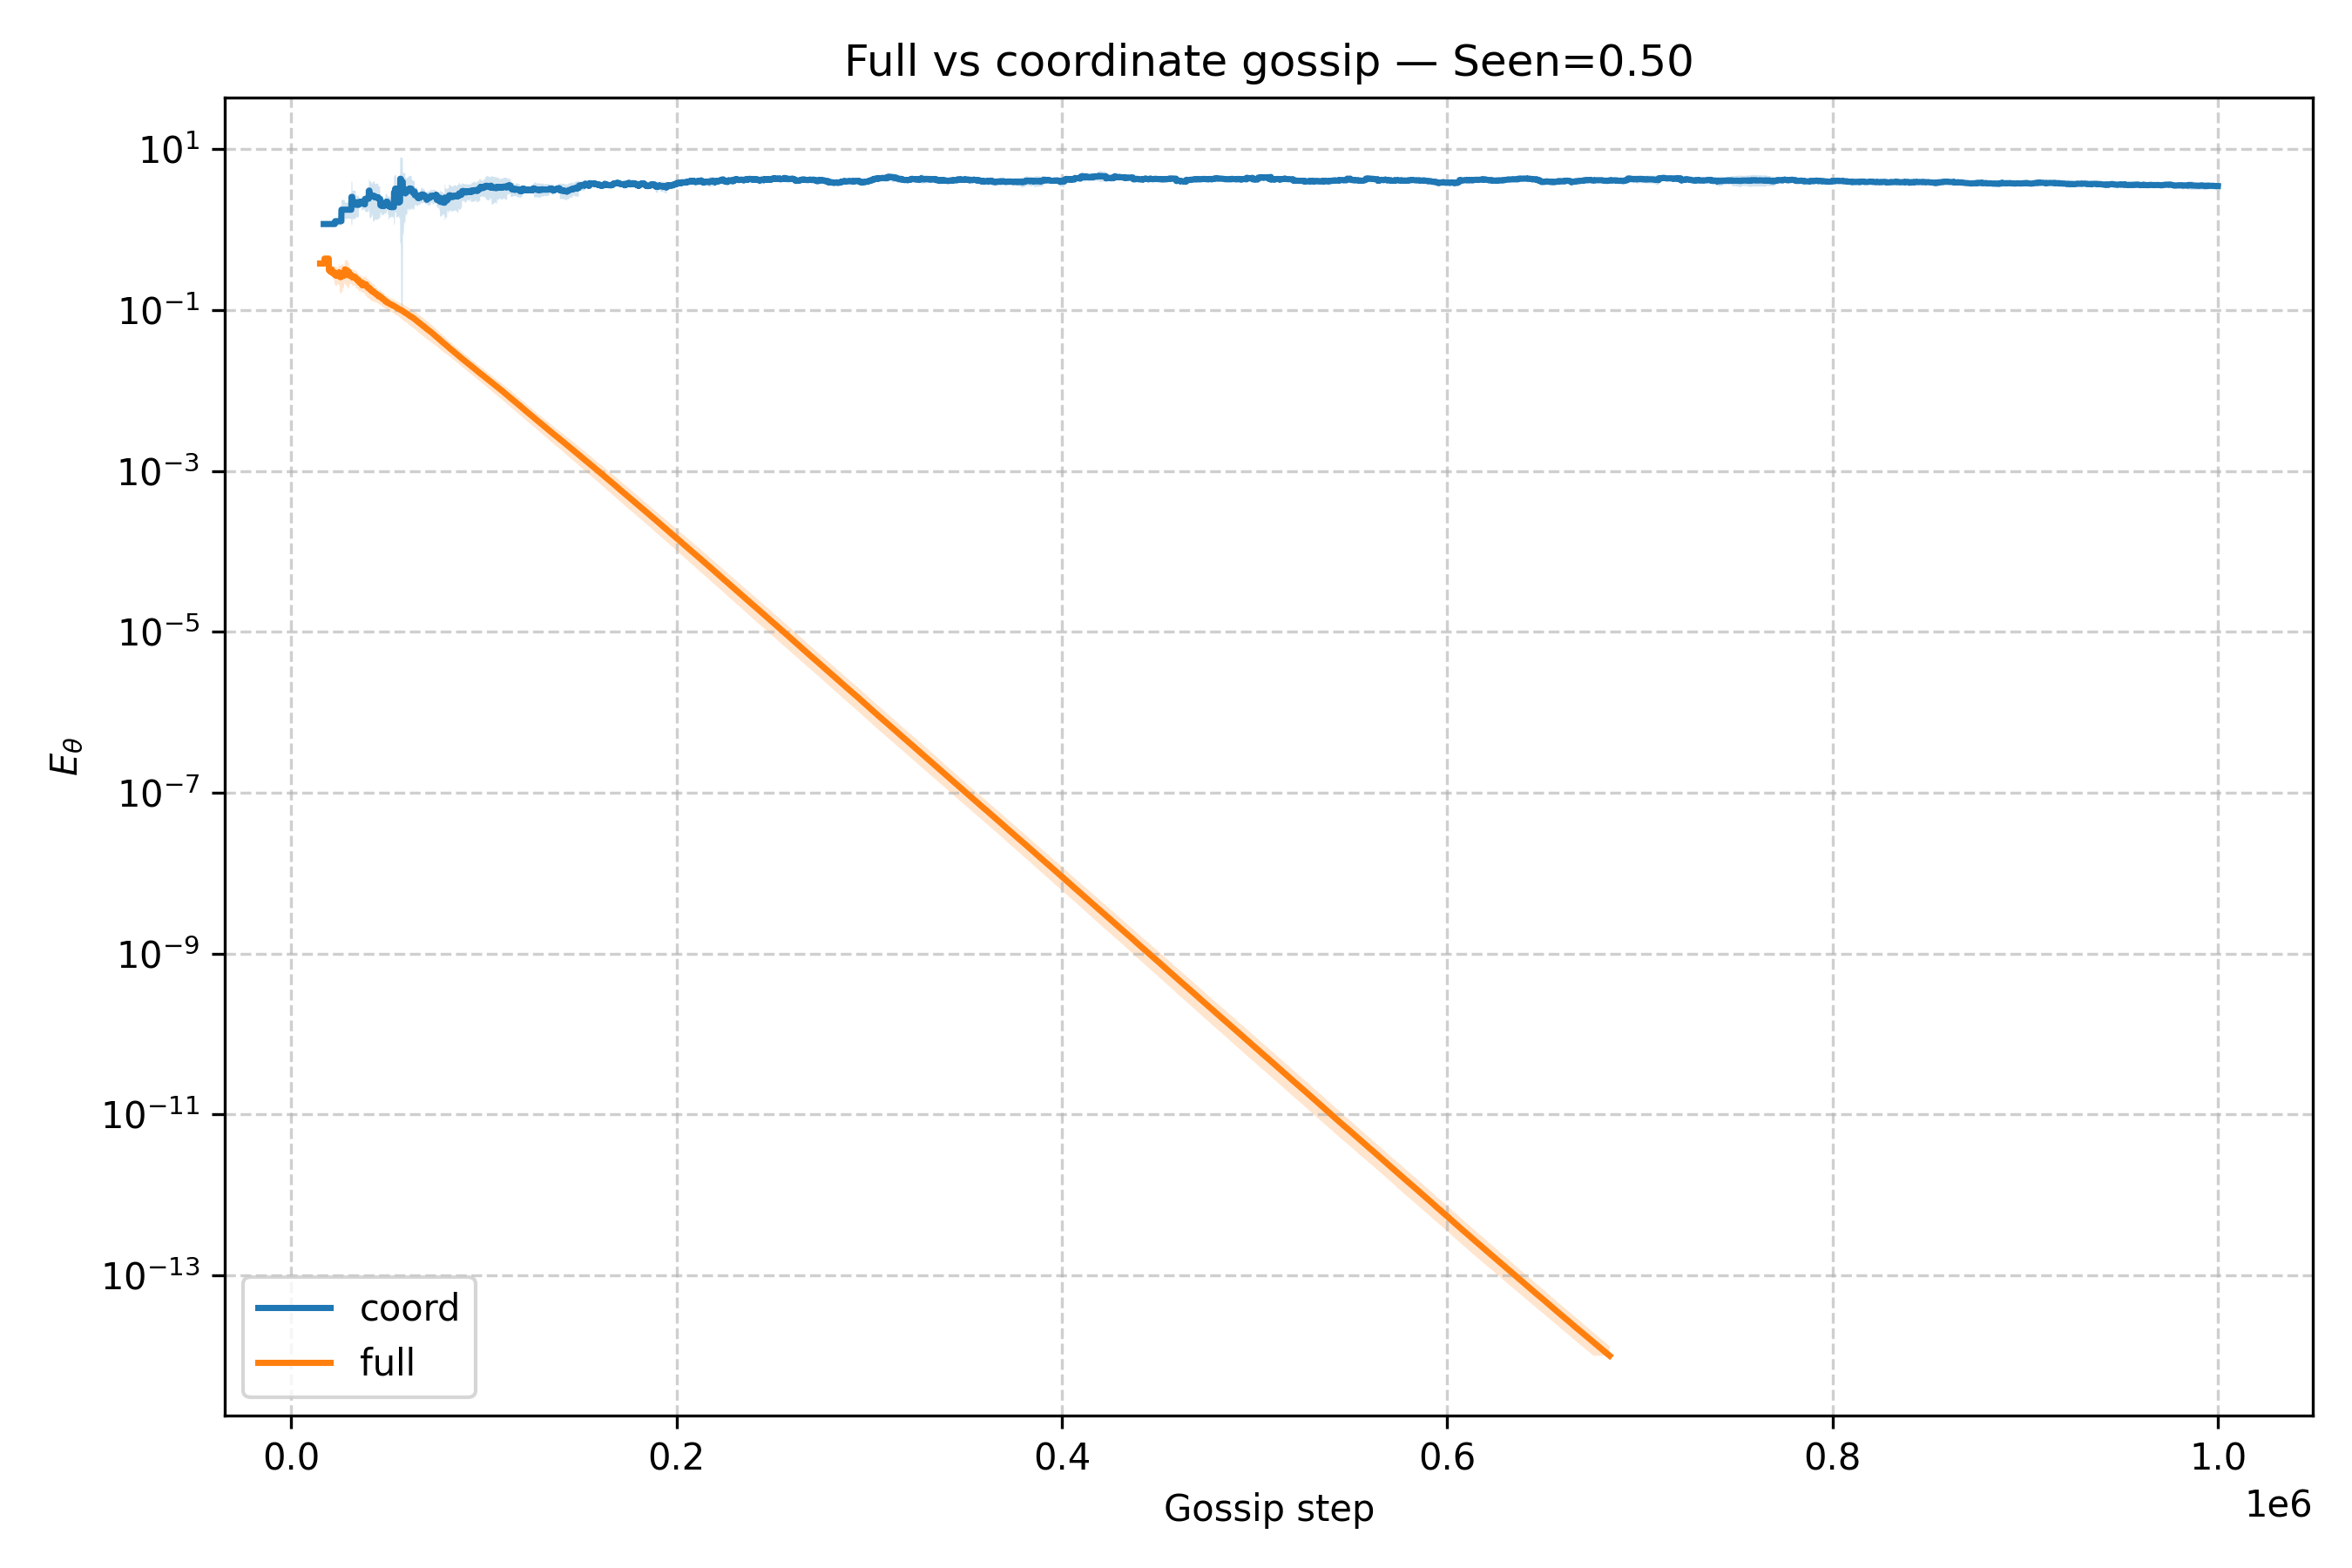 Full vs coordinate gossip — Seen=0.50
10¹
10⁻¹
10⁻³
10⁻⁵
10⁻⁷
10⁻⁹
10⁻¹¹
10⁻¹³
E_θ
coord
full
0.0 0.2 0.4 0.6 0.8 1.0
Gossip step
1e6